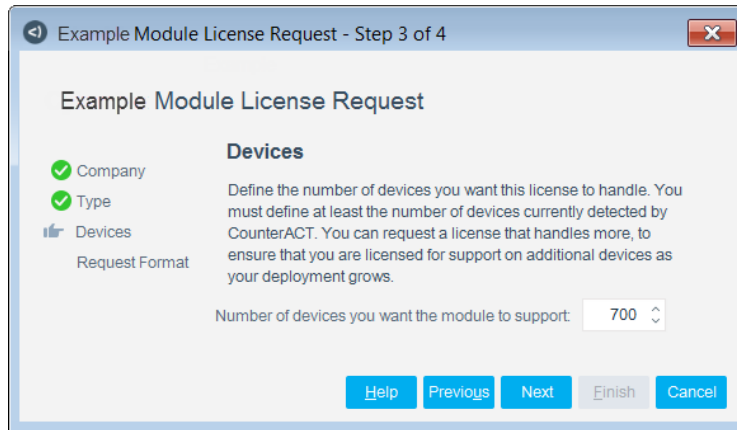 Example Module License Request - Step 3 of 4
Example Module License Request
Company
Type
Devices
Request Format
Devices
Define the number of devices you want this license to handle. You
must define at least the number of devices currently detected by
CounterACT. You can request a license that handles more, to
ensure that you are licensed for support on additional devices as
your deployment grows.
Number of devices you want the module to support: 700
Help Previous Next Finish Cancel